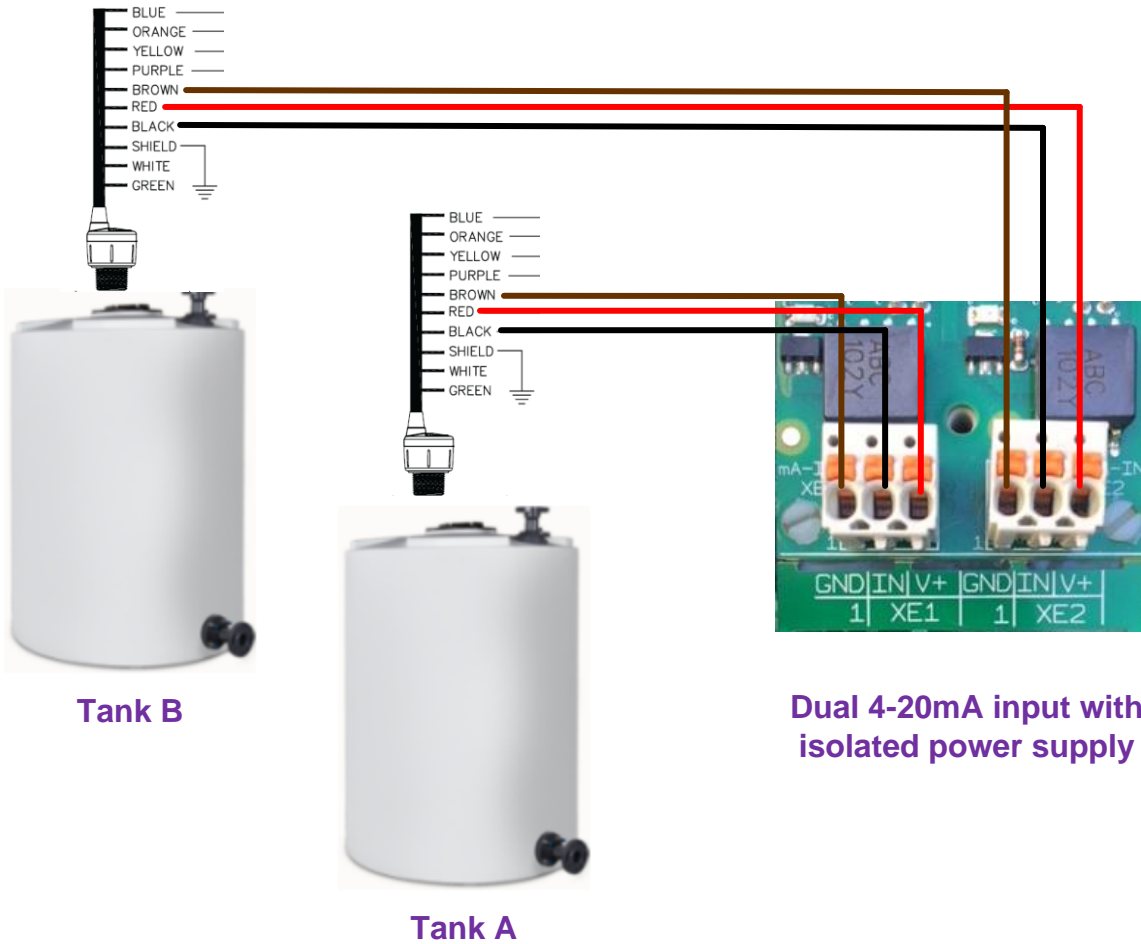 BLUE
ORANGE
YELLOW
PURPLE
BROWN
RED
BLACK
SHIELD
WHITE
GREEN
BLUE
ORANGE
YELLOW
PURPLE
BROWN
RED
BLACK
SHIELD
WHITE
GREEN
ABC
102Y
ABC
102Y
GND IN V+ GND IN V+
1 XE1 1 XE2
Tank B
Dual 4-20mA input with
isolated power supply
Tank A